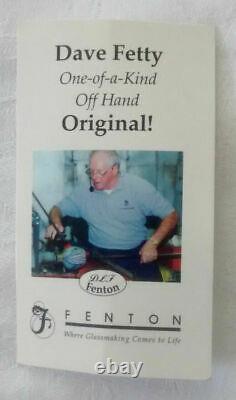 Dave Fetty
One-of-a-Kind
Off Hand
Original!
DLF
Fenton
F
FENTON
Where Glassmaking Comes to Life
ebay